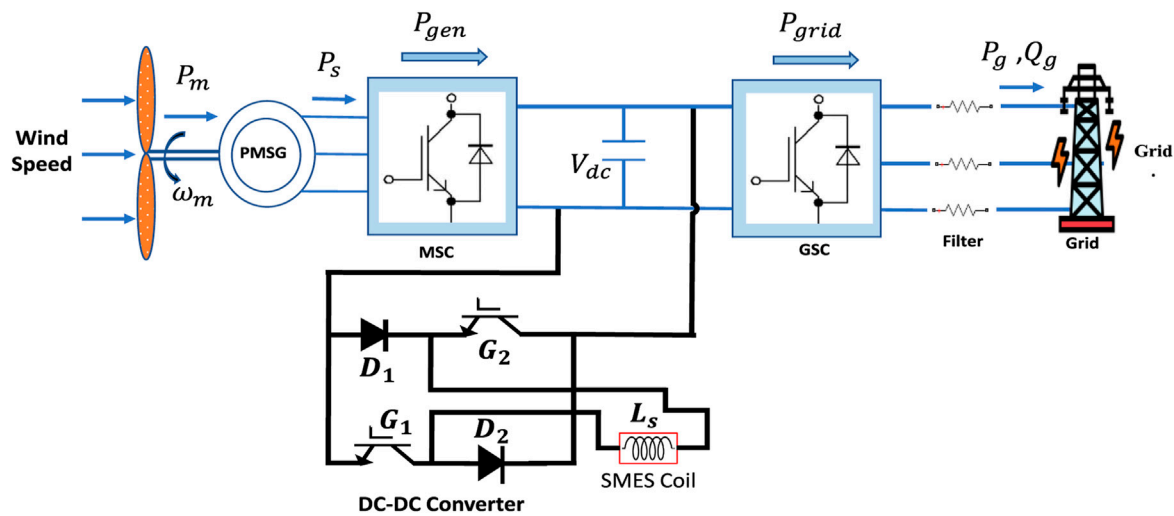 P_gen
P_grid
P_m
P_s
P_g ,Q_g
Wind
Speed
PMSG
ω_m
V_dc
Grid
.
MSC
GSC
Filter
Grid
D_1
G_2
G_1
D_2
L_s
SMES Coil
DC-DC Converter